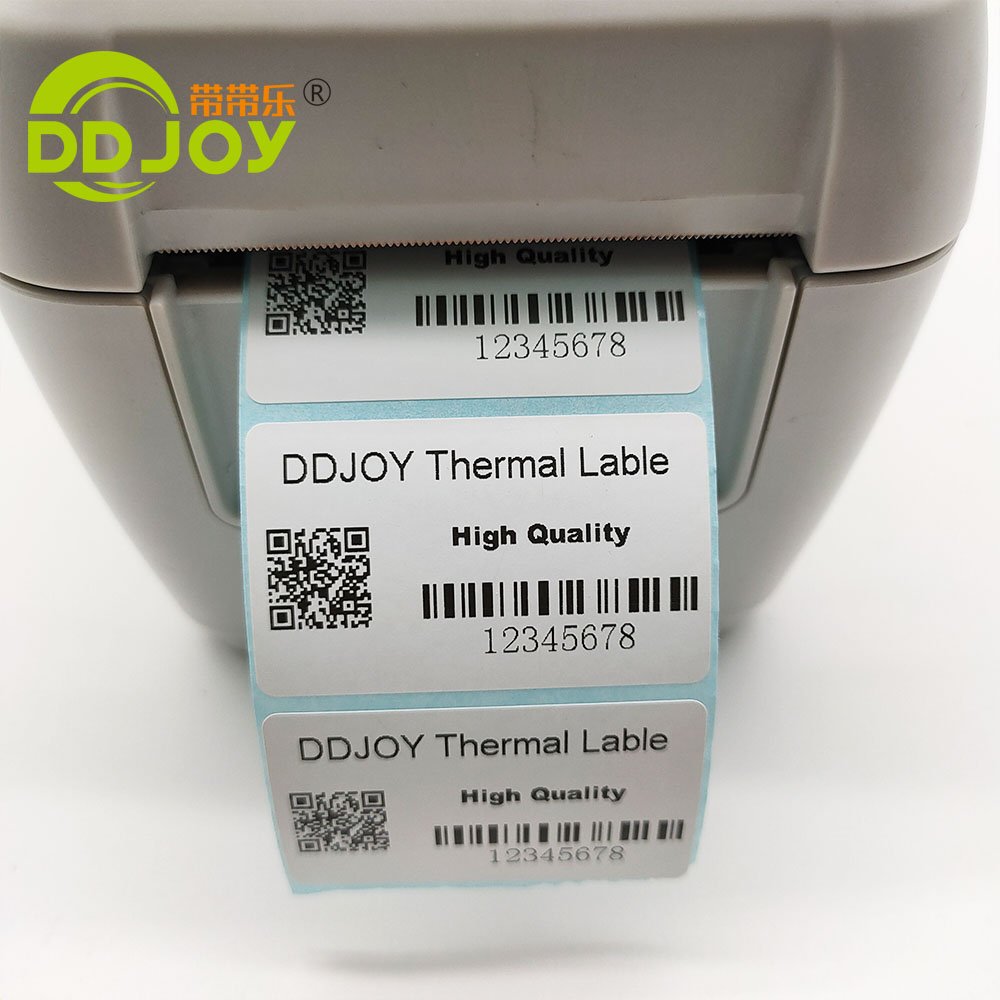 带带乐®
DDJOY
High Quality
12345678
DDJOY Thermal Lable
High Quality
12345678
DDJOY Thermal Lable
High Quality
12345678